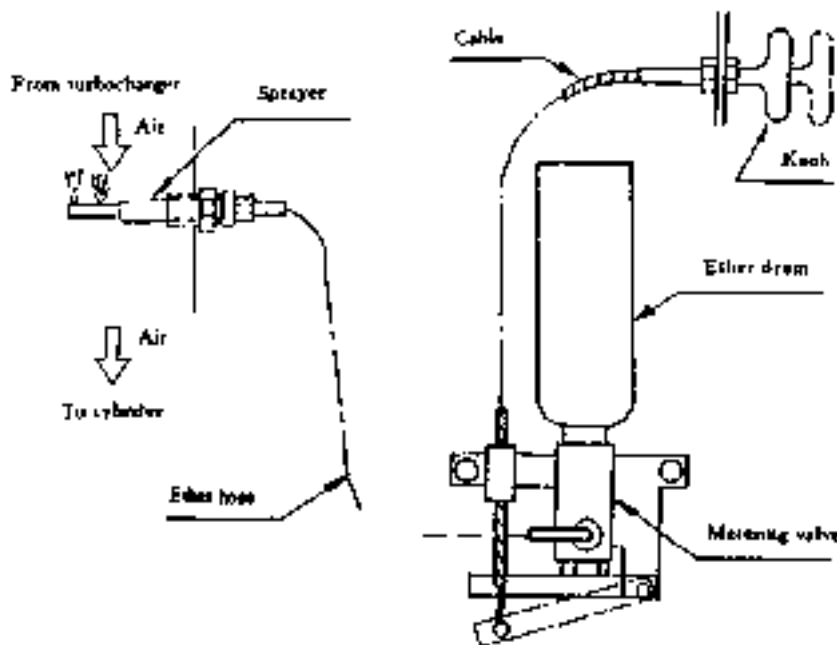 From turbocharger
Air
Sprayer
Air
To cylinder
Ether hose
Cable
Knob
Ether drum
Metering valve